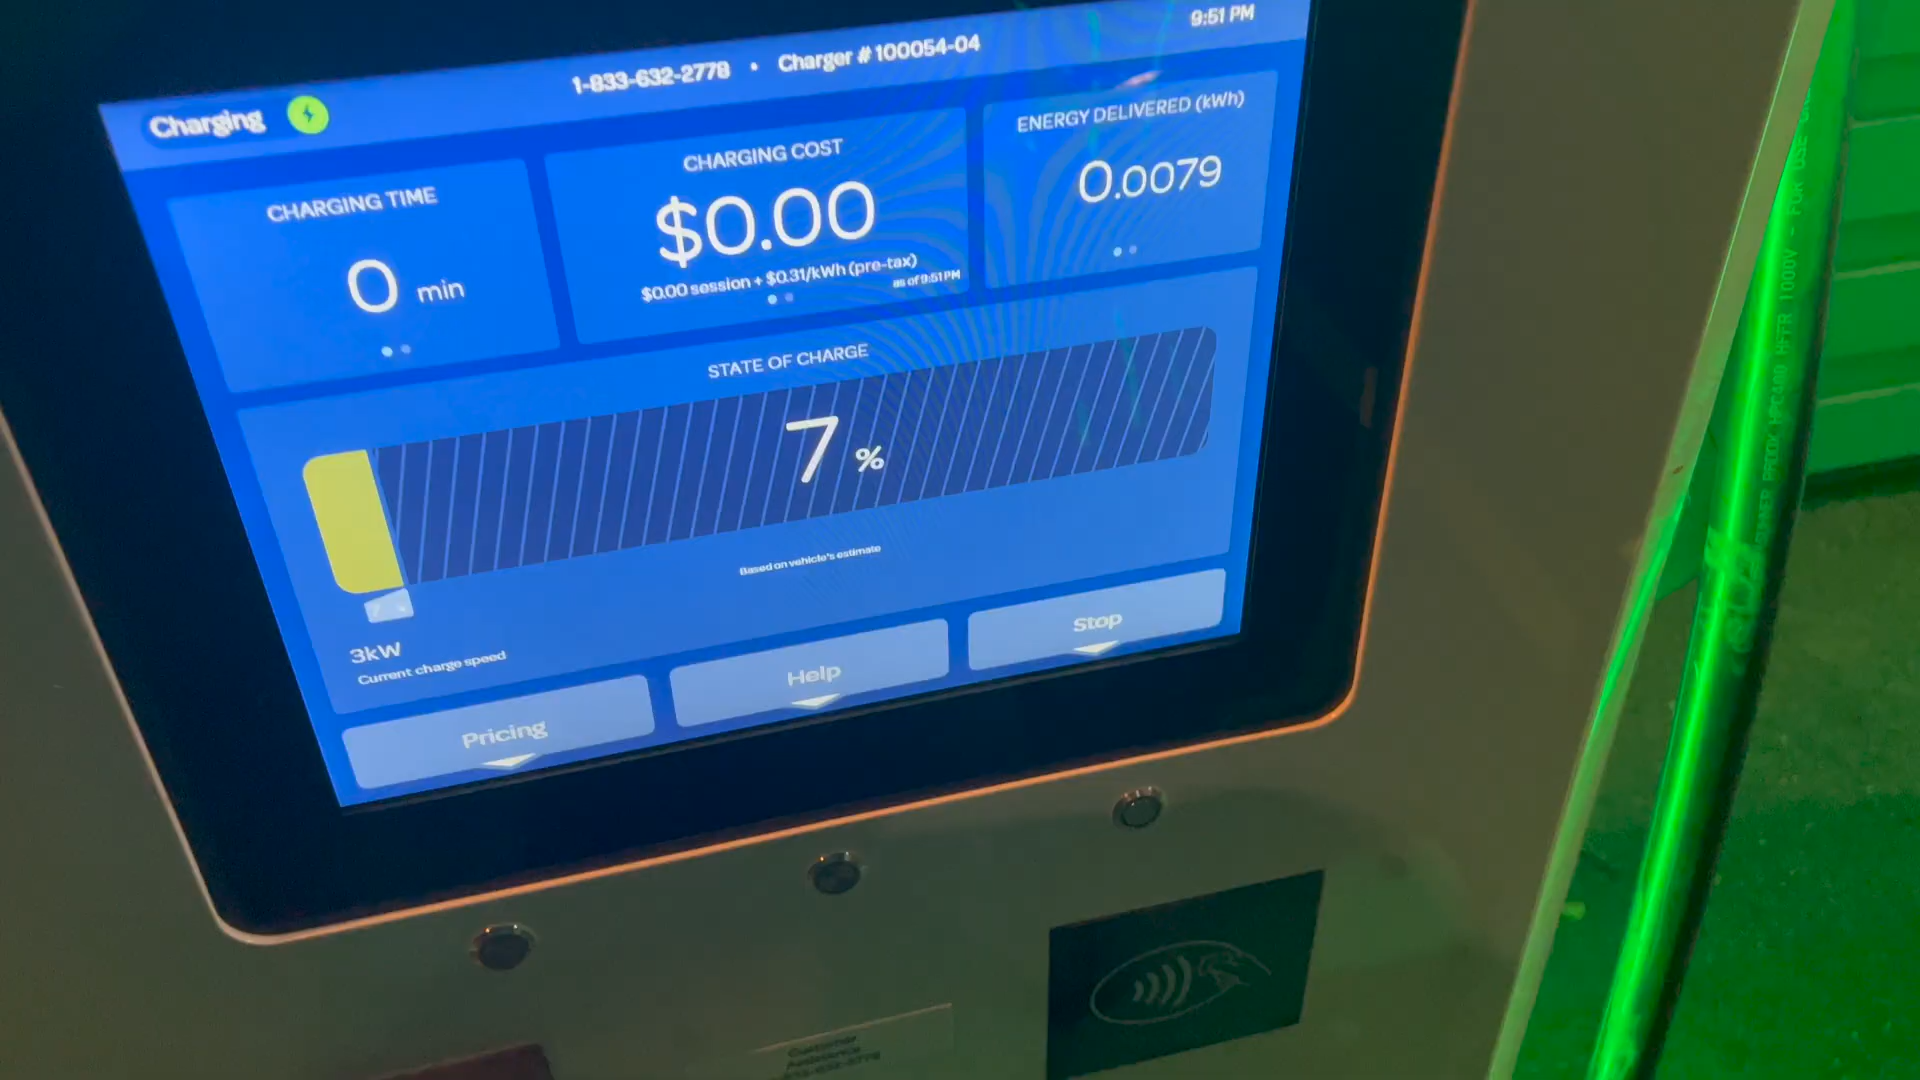 9:51 PM
1-833-632-2778 • Charger # 100054-04
Charging
CHARGING TIME
0 min
CHARGING COST
$0.00
$0.00 session + $0.31/kWh (pre-tax)
as of 9:51 PM
ENERGY DELIVERED (kWh)
0.0079
STATE OF CHARGE
7 %
Based on vehicle's estimate
3kW
Current charge speed
Pricing
Help
Stop
Customer
Assistance